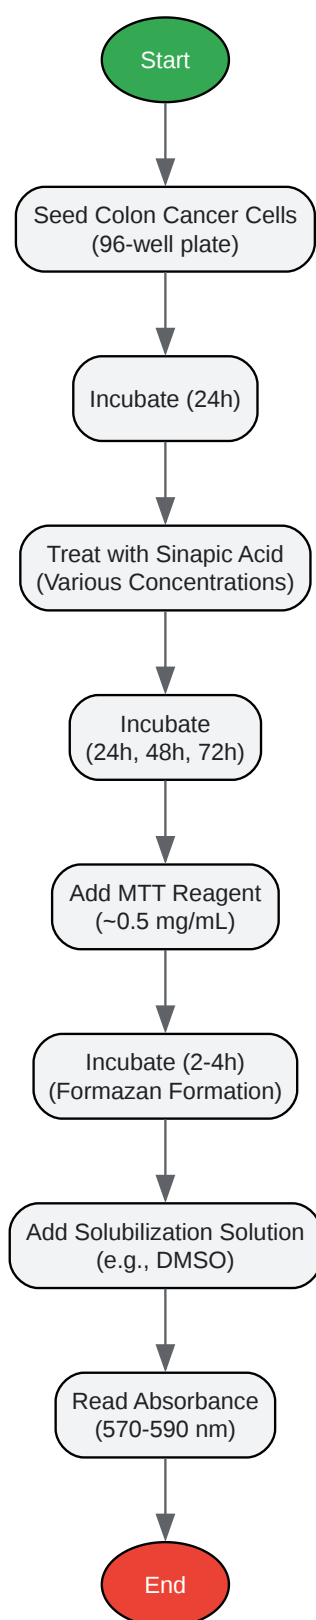 Start
Seed Colon Cancer Cells
(96-well plate)
Incubate (24h)
Treat with Sinapic Acid
(Various Concentrations)
Incubate
(24h, 48h, 72h)
Add MTT Reagent
(~0.5 mg/mL)
Incubate (2-4h)
(Formazan Formation)
Add Solubilization Solution
(e.g., DMSO)
Read Absorbance
(570-590 nm)
End